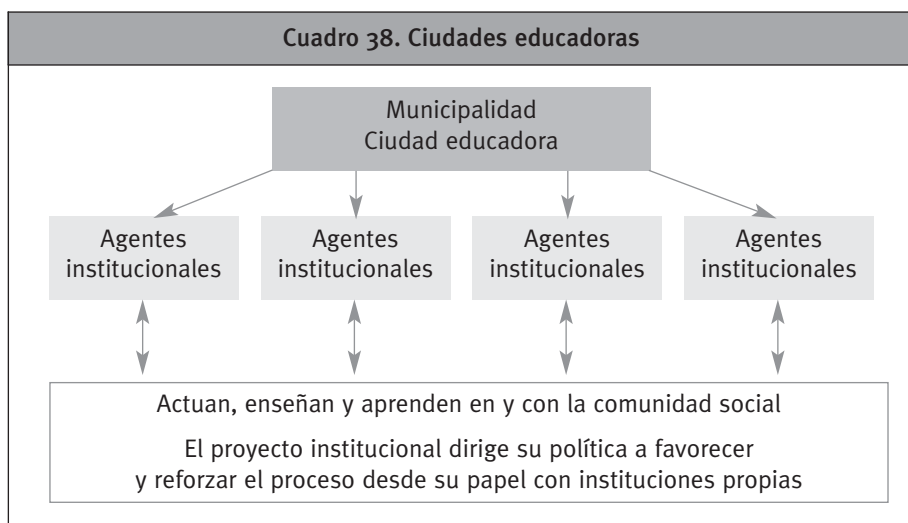 Cuadro 38. Ciudades educadoras
Municipalidad
Ciudad educadora
Agentes
institucionales
Agentes
institucionales
Agentes
institucionales
Agentes
institucionales
Actuan, enseñan y aprenden en y con la comunidad social
El proyecto institucional dirige su política a favorecer
y reforzar el proceso desde su papel con instituciones propias